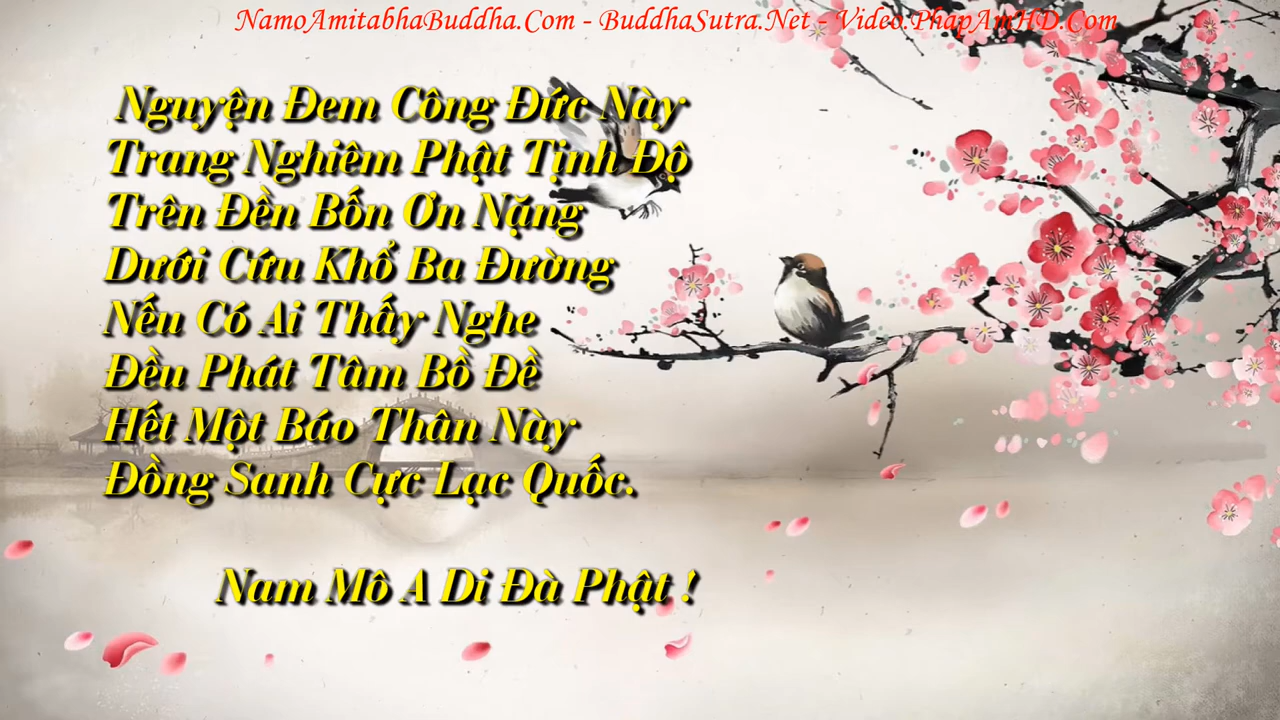 NamoAmitabhaBuddha.Com - BuddhaSutra.Net - Video.PhapAmHD.Com
Nguyện Đem Công Đức Này
Trang Nghiêm Phật Tịnh Độ
Trên Đền Bốn Ơn Nặng
Dưới Cứu Khổ Ba Đường
Nếu Có Ai Thấy Nghe
Đều Phát Tâm Bồ Đề
Hết Một Báo Thân Này
Đồng Sanh Cực Lạc Quốc.
Nam Mô A Di Đà Phật !